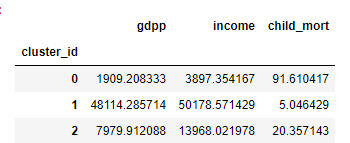 gdpp income child_mort
cluster_id
0 1909.208333 3897.354167 91.610417
1 48114.285714 50178.571429 5.046429
2 7979.912088 13968.021978 20.357143